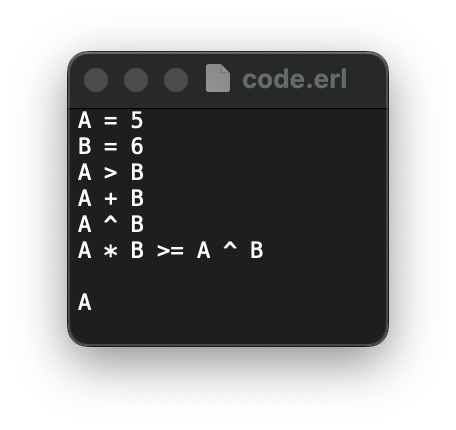 code.erl
A = 5
B = 6
A > B
A + B
A ^ B
A * B >= A ^ B
A